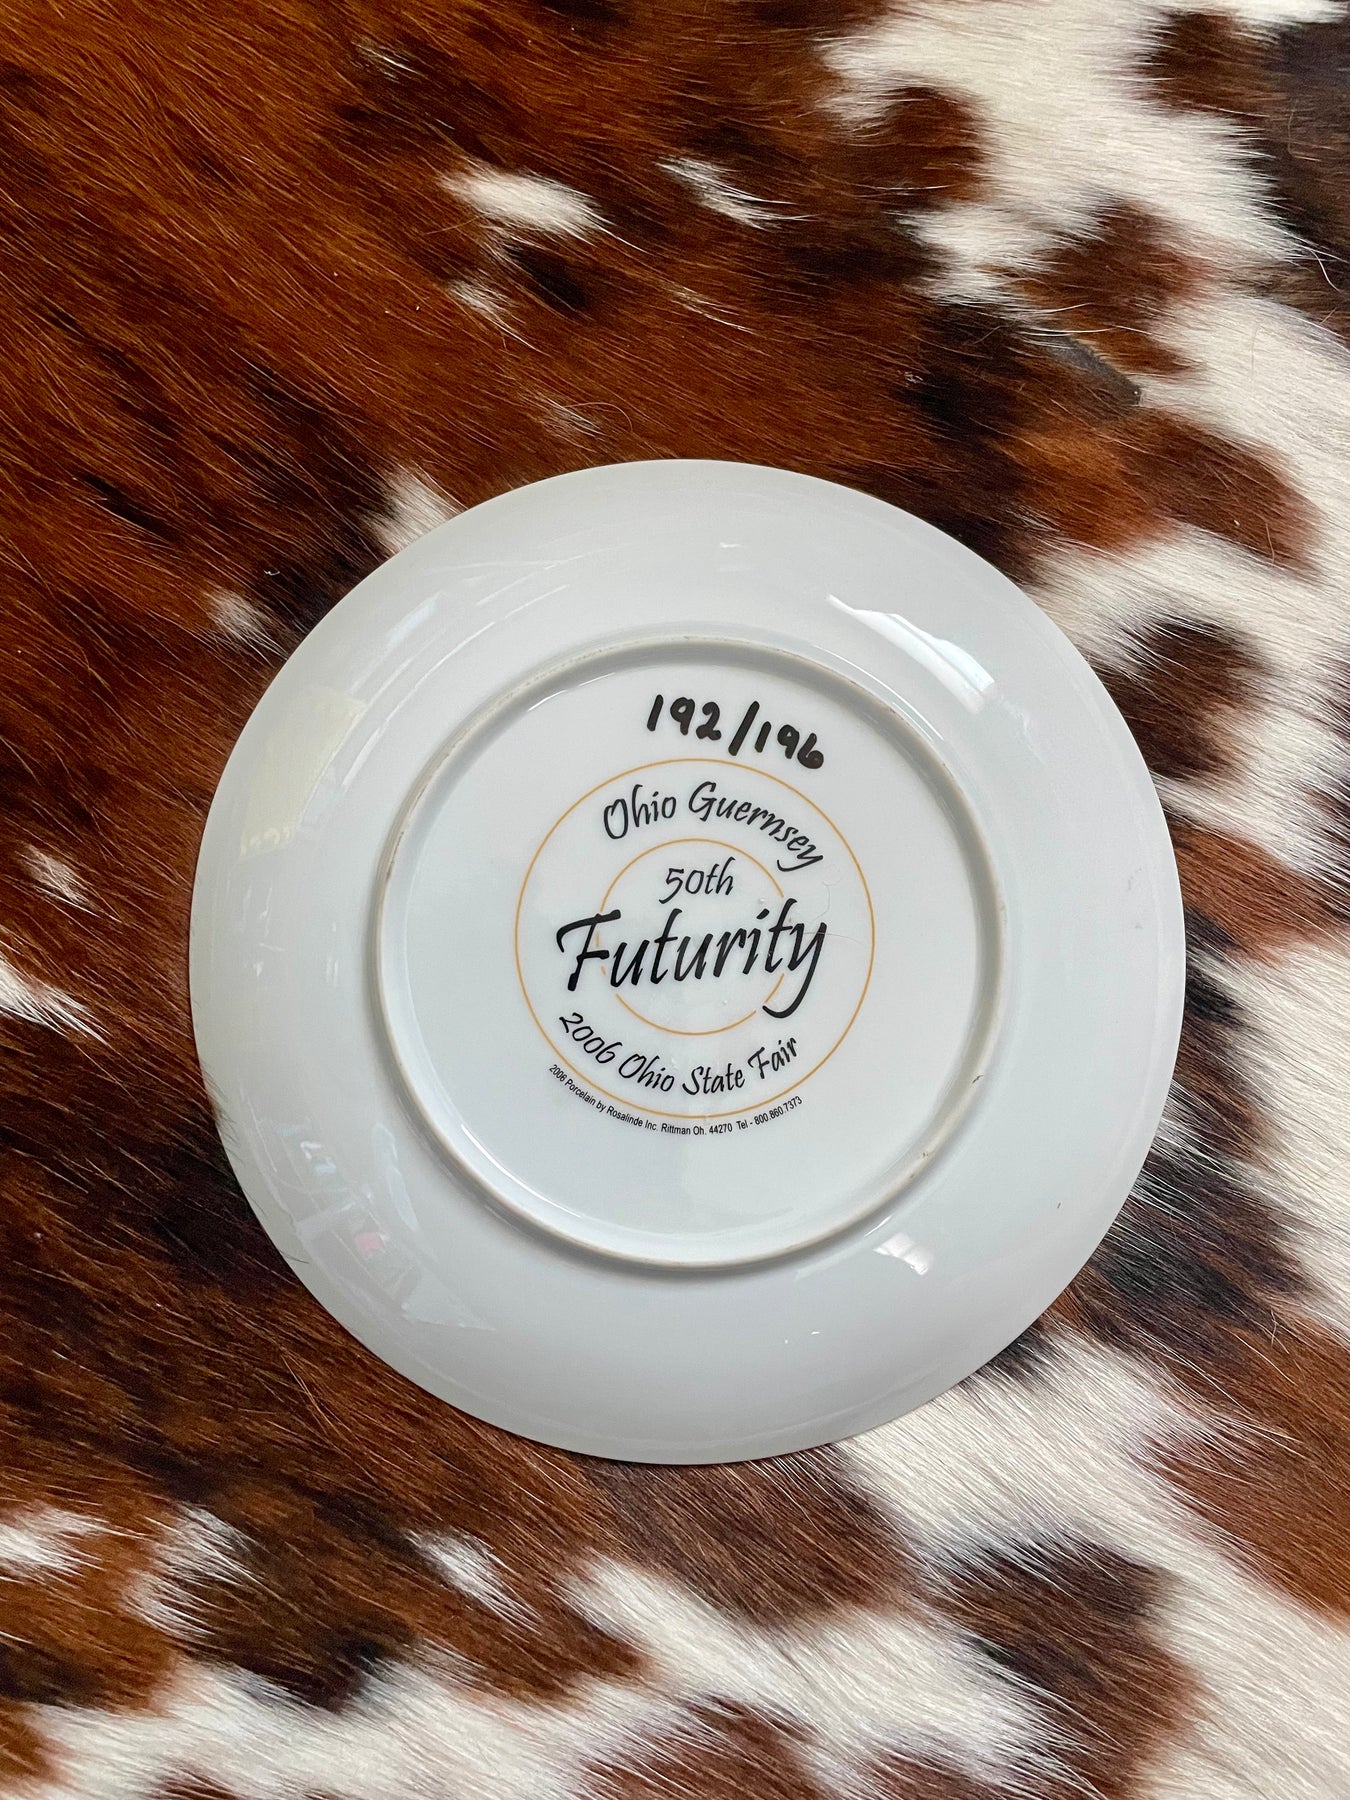 192/196
Ohio Guernsey
50th
Futurity
2006 Ohio State Fair
2006 Porcelain by Rosalinde Inc. Rittman Oh. 44270 Tel - 800.860.7373